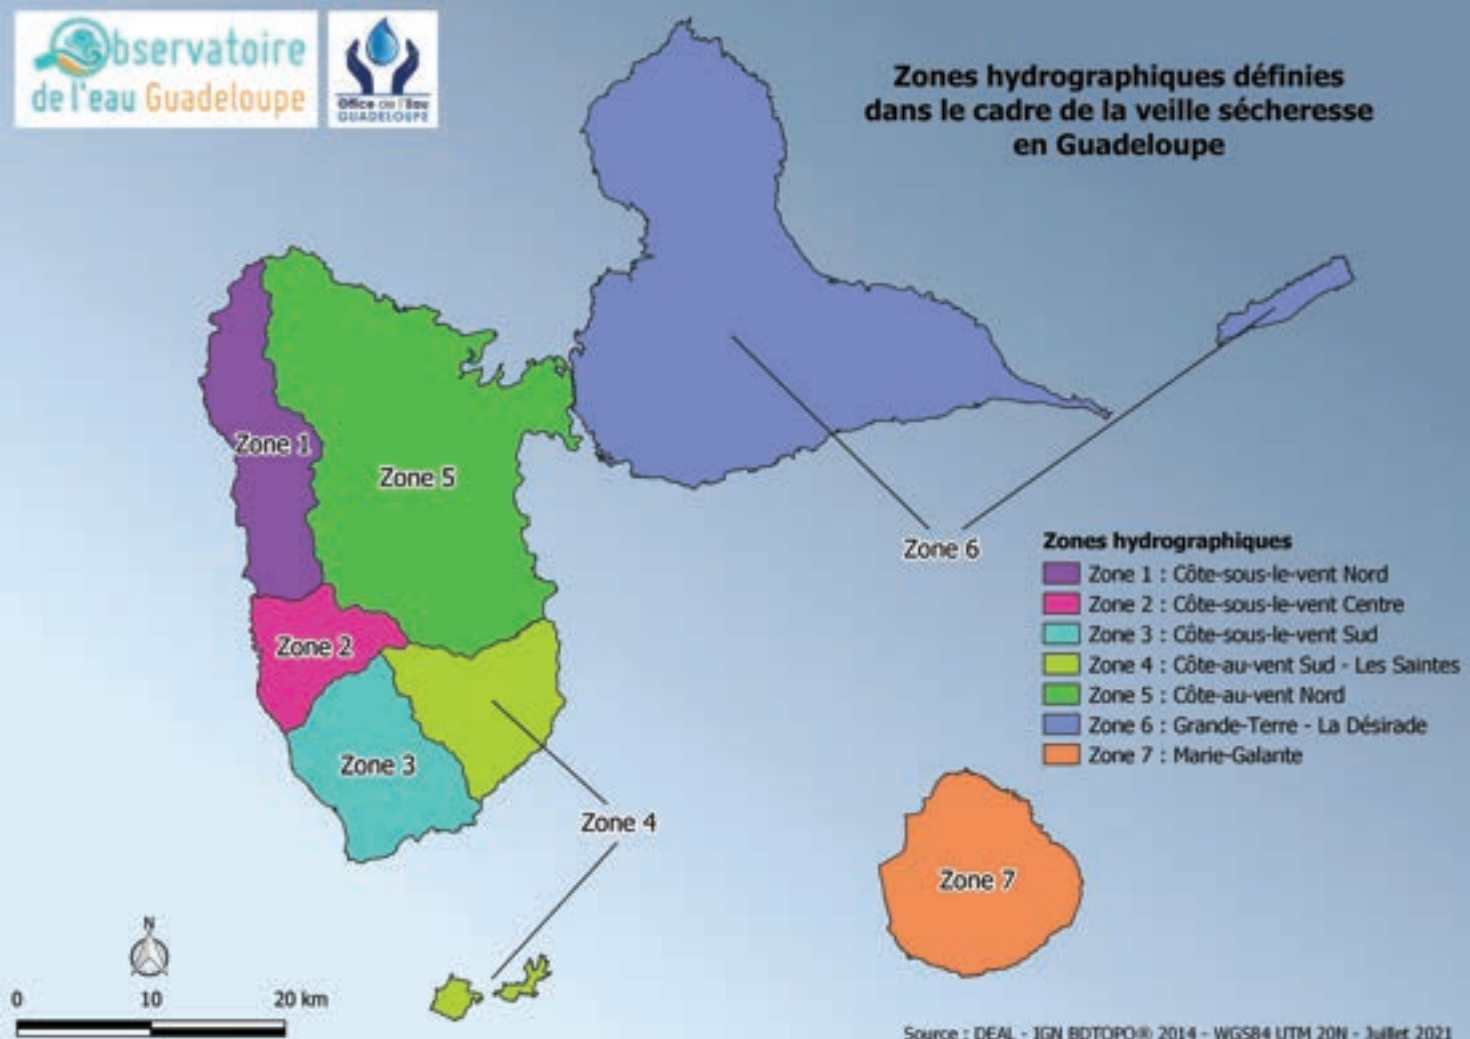 Observatoire
de l'eau Guadeloupe
Office de l'Eau
GUADELOUPE
Zones hydrographiques définies
dans le cadre de la veille sécheresse
en Guadeloupe
Zone 1
Zone 5
Zone 6
Zone 2
Zone 3
Zone 4
Zone 7
Zones hydrographiques
Zone 1 : Côte-sous-le-vent Nord
Zone 2 : Côte-sous-le-vent Centre
Zone 3 : Côte-sous-le-vent Sud
Zone 4 : Côte-au-vent Sud - Les Saintes
Zone 5 : Côte-au-vent Nord
Zone 6 : Grande-Terre - La Désirade
Zone 7 : Marie-Galante
N
0 10 20 km
Source : DEAL - IGN BDTOPO® 2014 - WGS84 UTM 20N - Juillet 2021